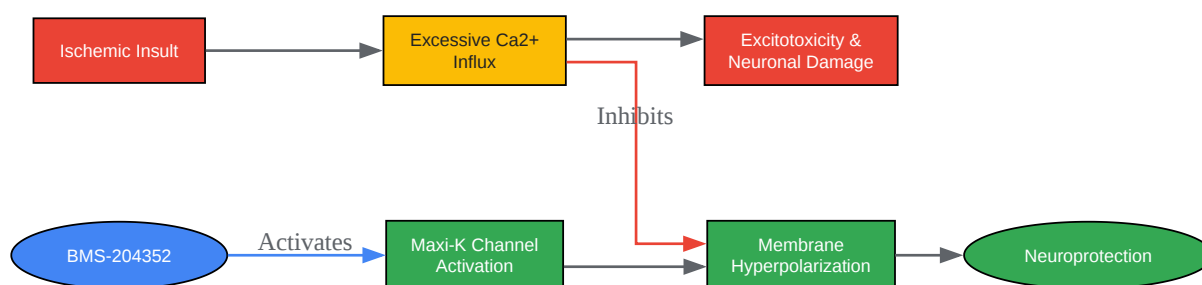 Ischemic Insult
Excessive Ca2+
Influx
Excitotoxicity &
Neuronal Damage
Inhibits
BMS-204352
Activates
Maxi-K Channel
Activation
Membrane
Hyperpolarization
Neuroprotection